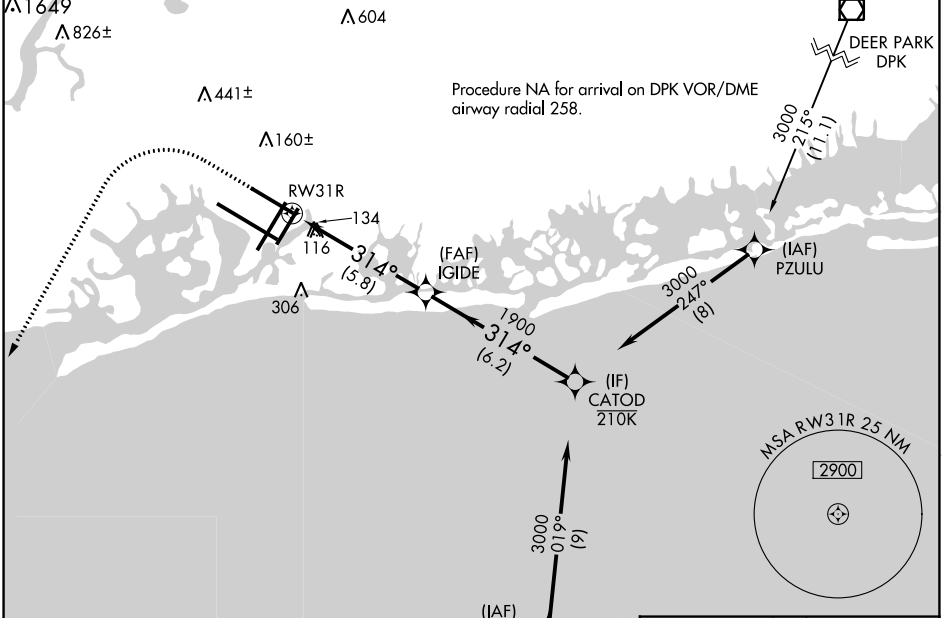 1649
826±
604
DEER PARK
DPK
441±
Procedure NA for arrival on DPK VOR/DME
airway radial 258.
3000
215°
(11.1)
160±
RW31R
134
116
314°
(5.8)
(FAF)
IGIDE
(IAF)
PZULU
3000
247°
(8)
306
1900
314°
(6.2)
(IF)
CATOD
210K
MSA RW31R 25 NM
2900
3000
019°
(9)
(IAF)